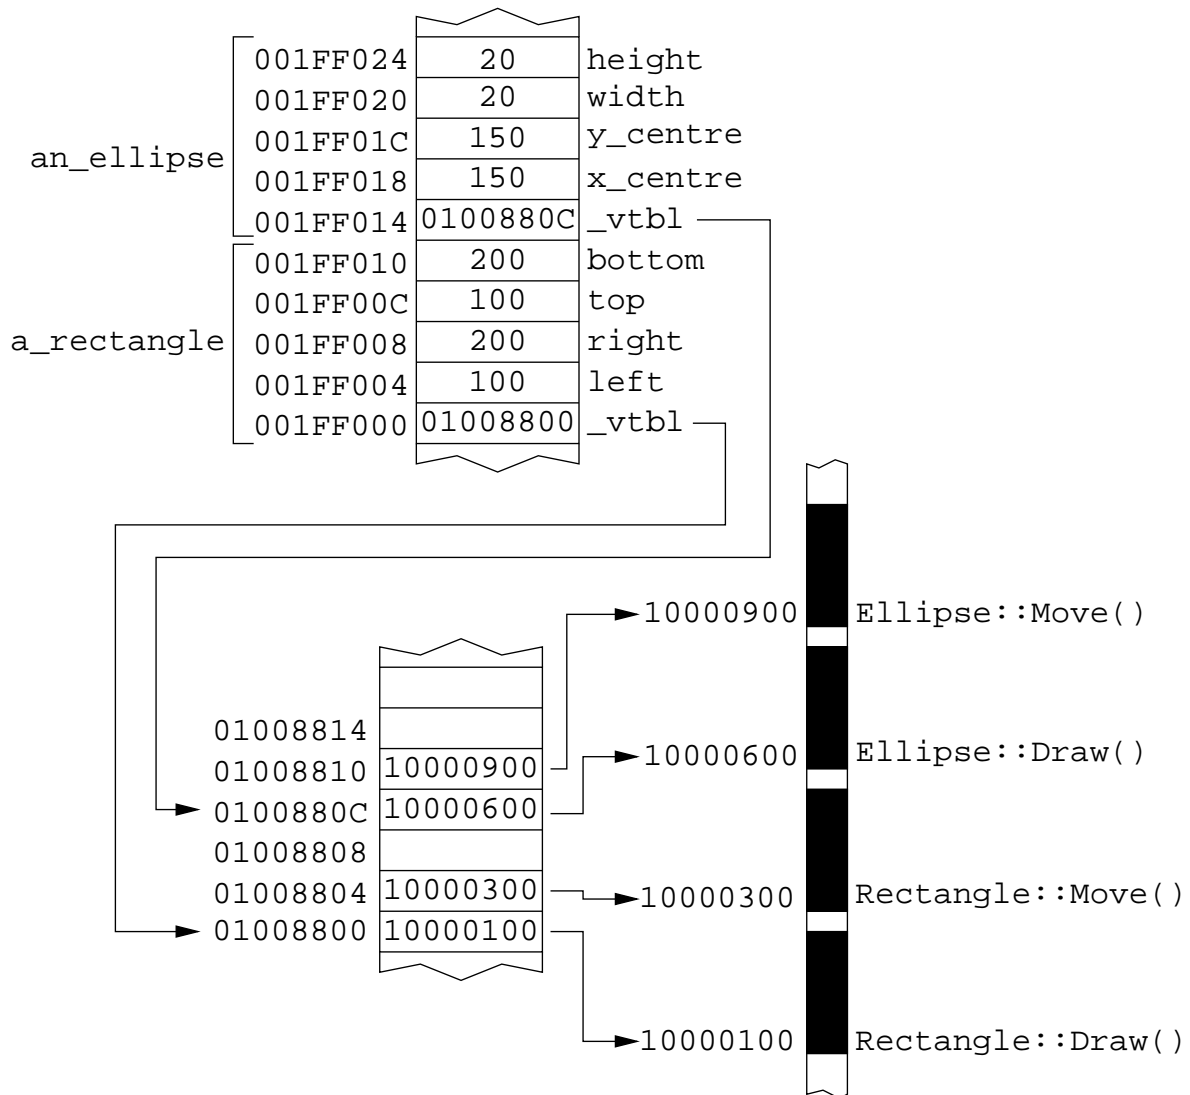 001FF024 20 height
001FF020 20 width
001FF01C 150 y_centre
an_ellipse
001FF018 150 x_centre
001FF014 0100880C _vtbl
001FF010 200 bottom
001FF00C 100 top
a_rectangle
001FF008 200 right
001FF004 100 left
001FF000 01008800 _vtbl
10000900 Ellipse::Move()
01008814
10000600 Ellipse::Draw()
01008810 10000900
0100880C 10000600
01008808
01008804 10000300
10000300 Rectangle::Move()
01008800 10000100
10000100 Rectangle::Draw()